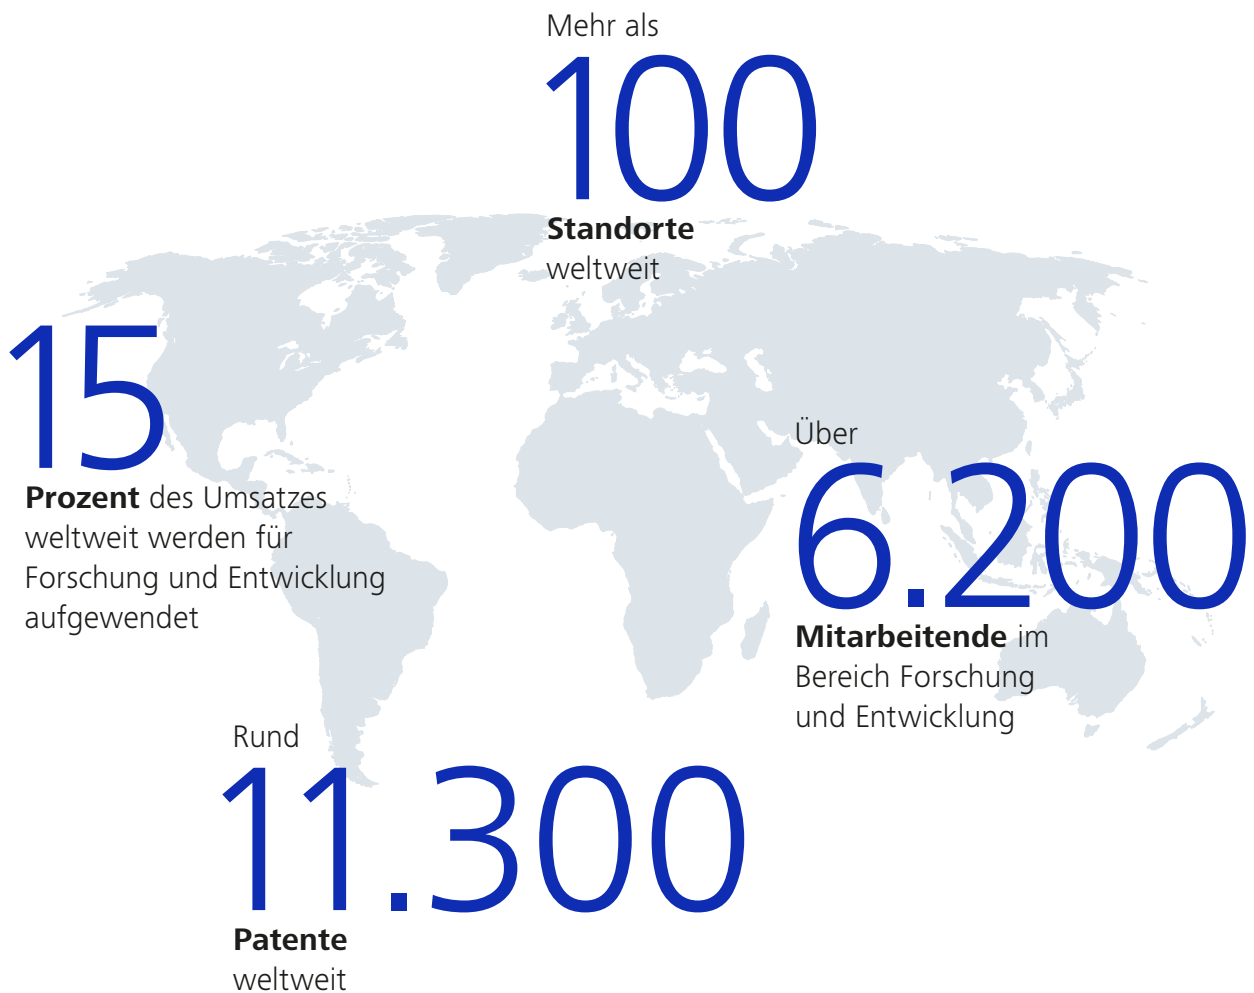 Mehr als
100
Standorte
weltweit
15
Prozent des Umsatzes
weltweit werden für
Forschung und Entwicklung
aufgewendet
Über
6.200
Mitarbeitende im
Bereich Forschung
und Entwicklung
Rund
11.300
Patente
weltweit